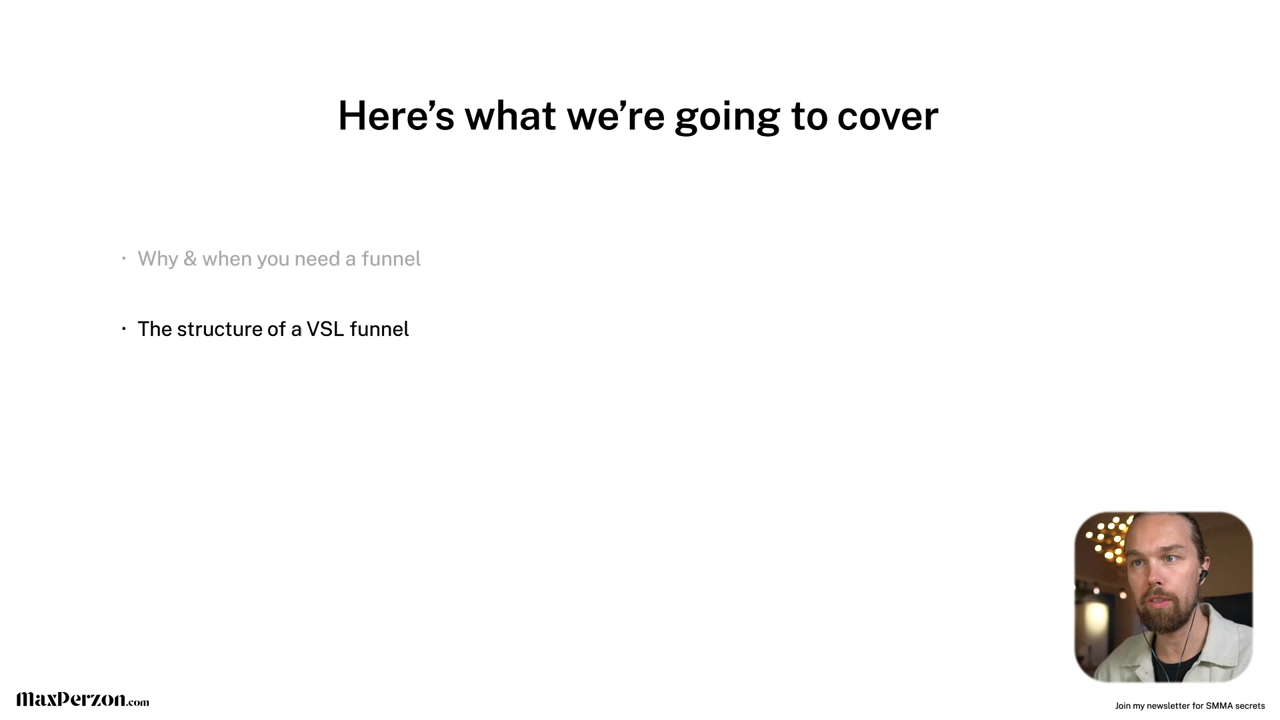 Here’s what we’re going to cover
· Why & when you need a funnel
· The structure of a VSL funnel
MaxPerzon.com
Join my newsletter for SMMA secrets